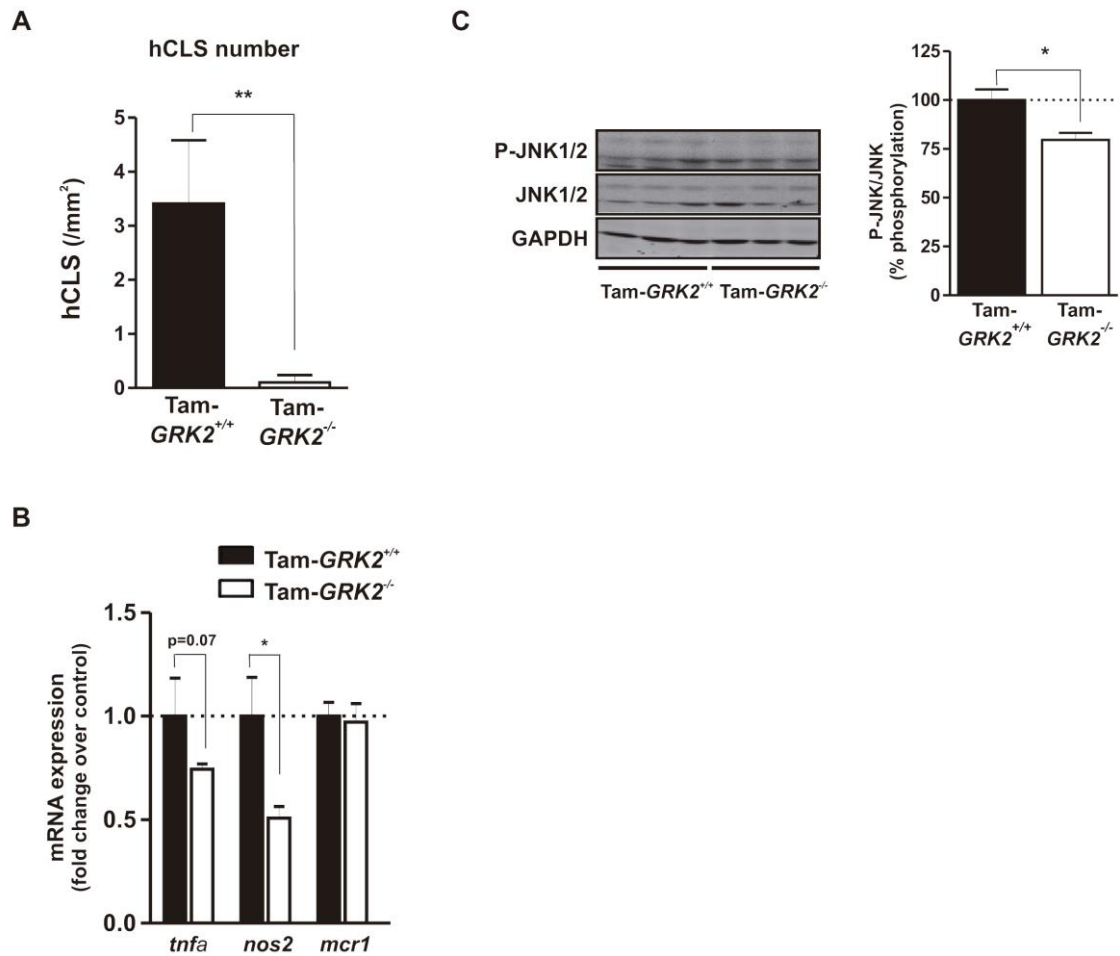 A
hCLS number
**
5
4
3
2
1
0
hCLS (/mm²)
Tam-
GRK2+/+
Tam-
GRK2-/-
C
P-JNK1/2
JNK1/2
GAPDH
Tam-GRK2+/+ Tam-GRK2-/-
*
125
100
75
50
25
0
P-JNK/JNK
(% phosphorylation)
Tam-
GRK2+/+
Tam-
GRK2-/-
B
Tam-GRK2+/+
Tam-GRK2-/-
p=0.07
*
1.5
1.0
0.5
0.0
mRNA expression
(fold change over control)
tnfa nos2 mcr1